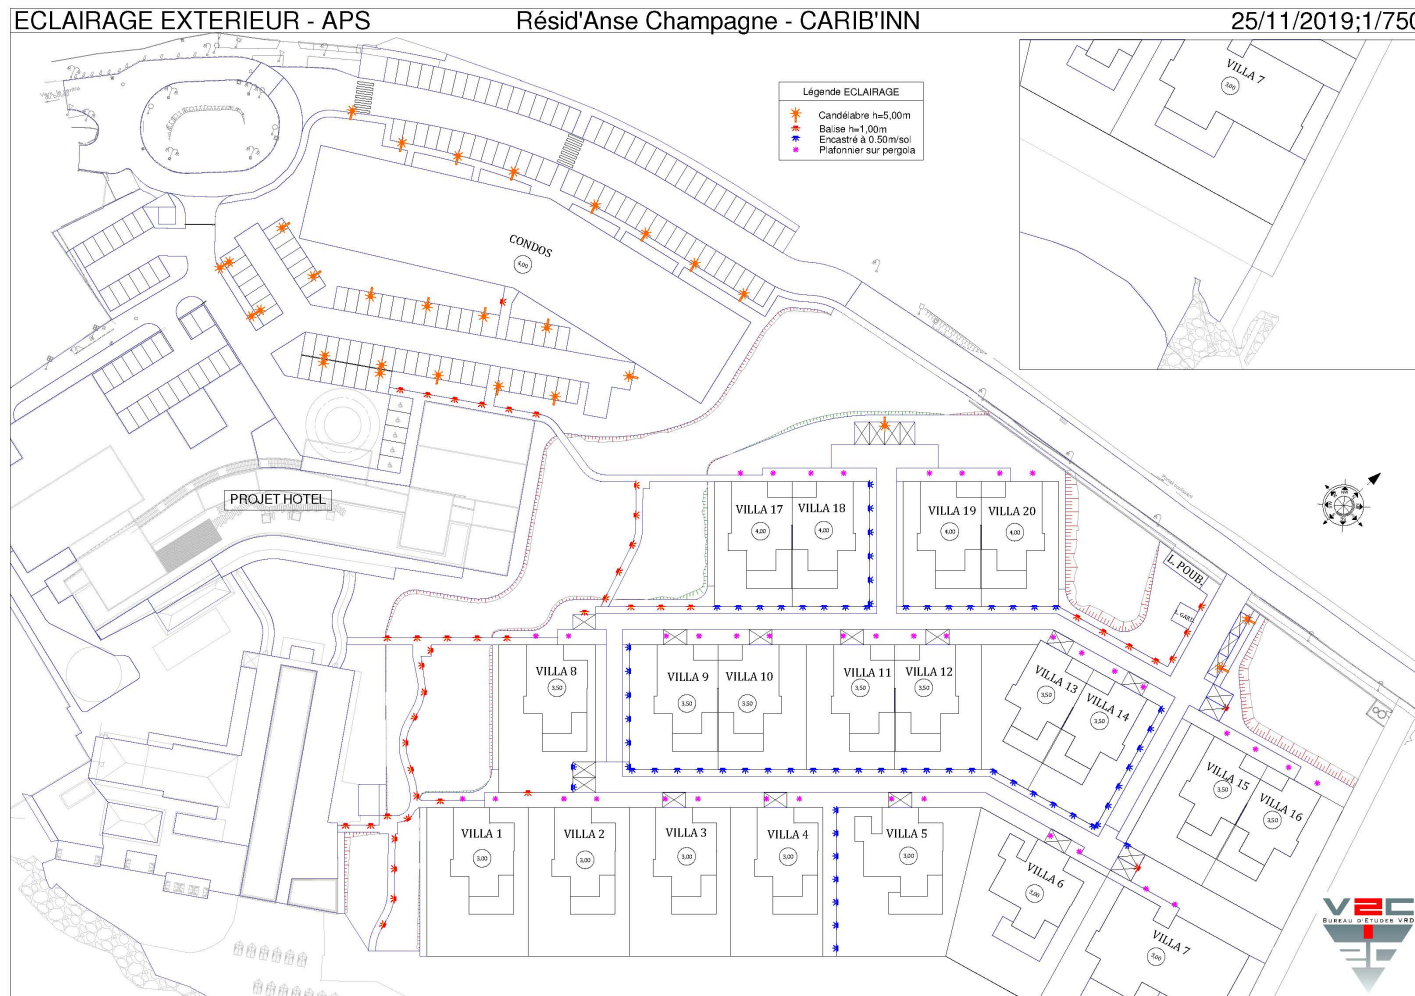 ECLAIRAGE EXTERIEUR - APS
Résid'Anse Champagne - CARIB'INN
25/11/2019;1/750
Légende ECLAIRAGE
Candélabre h=5,00m
Balise h=1,00m
Encastré à 0.50m/sol
Plafonnier sur pergola
VILLA 7
3,00
CONDOS
4,00
PROJET HOTEL
VILLA 17
4,00
VILLA 18
4,00
VILLA 19
4,00
VILLA 20
4,00
L. POUB.
GARD.
VILLA 8
3,50
VILLA 9
3,50
VILLA 10
3,50
VILLA 11
3,50
VILLA 12
3,50
VILLA 13
3,50
VILLA 14
3,50
VILLA 15
3,50
VILLA 16
3,50
VILLA 1
3,00
VILLA 2
3,00
VILLA 3
3,00
VILLA 4
3,00
VILLA 5
3,00
VILLA 6
3,00
VILLA 7
3,00
V2C
BUREAU D'ETUDES VRD